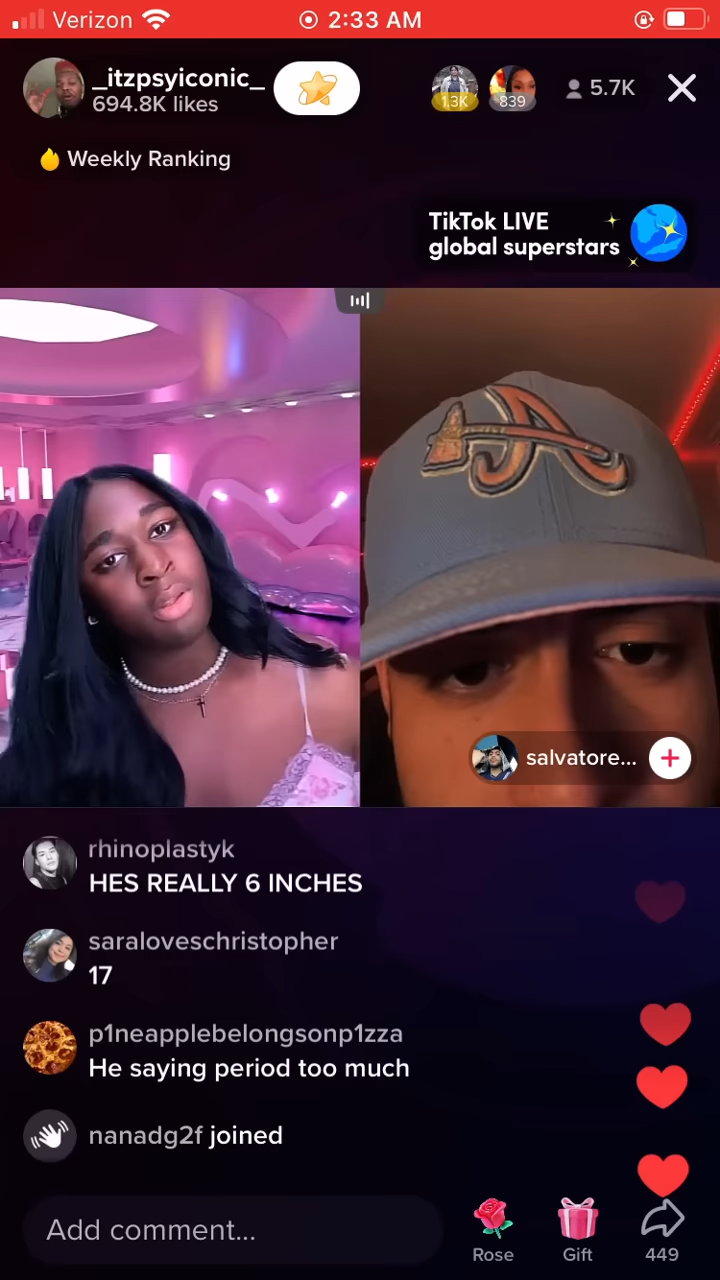 Verizon
2:33 AM
_itzpsyiconic_
694.8K likes
1.3K
839
5.7K
Weekly Ranking
TikTok LIVE
global superstars
A
salvatore...
rhinoplastyk
HES REALLY 6 INCHES
saraloveschristopher
17
p1neapplebelongsonp1zza
He saying period too much
nanadg2f joined
Add comment...
Rose
Gift
449